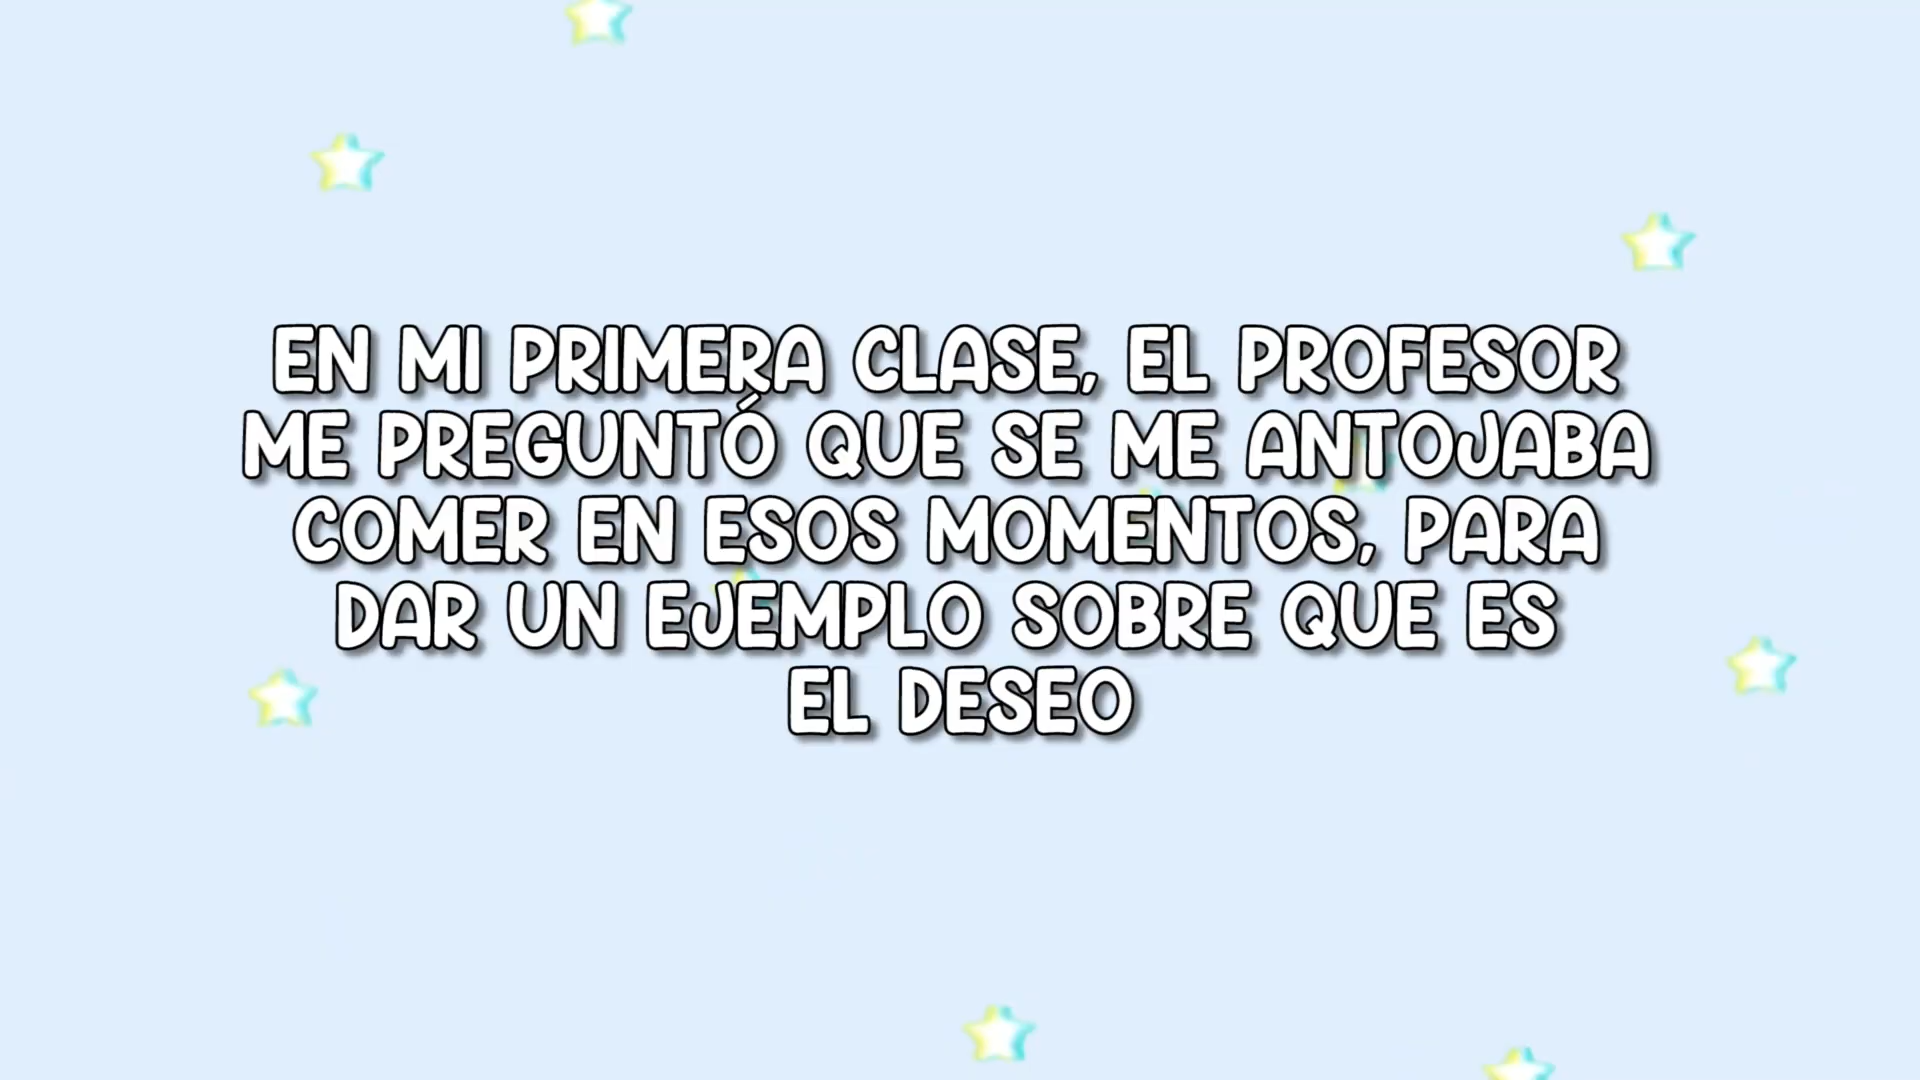 EN MI PRIMERA CLASE, EL PROFESOR
ME PREGUNTÓ QUE SE ME ANTOJABA
COMER EN ESOS MOMENTOS, PARA
DAR UN EJEMPLO SOBRE QUE ES
EL DESEO